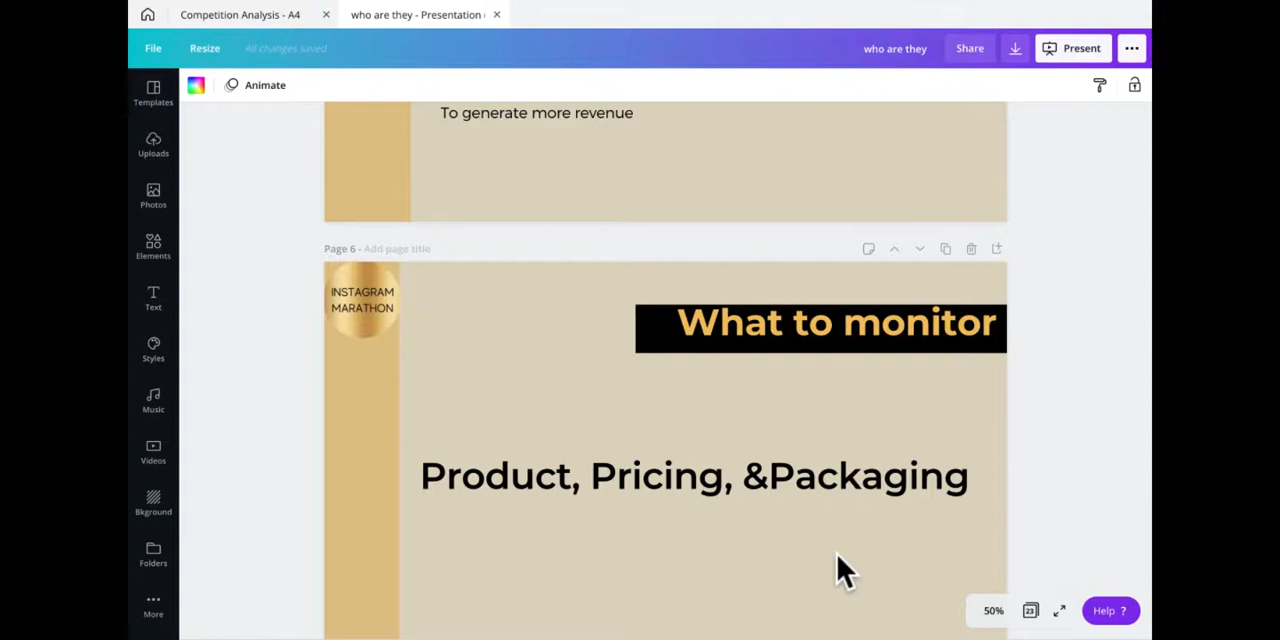 Competition Analysis - A4
who are they - Presentation
File
Resize
All changes saved
who are they
Share
Present
Templates
Animate
Uploads
Photos
Elements
Text
Styles
Music
Videos
Bkground
Folders
More
To generate more revenue
Page 6 - Add page title
INSTAGRAM
MARATHON
What to monitor
Product, Pricing, &Packaging
50%
23
Help ?